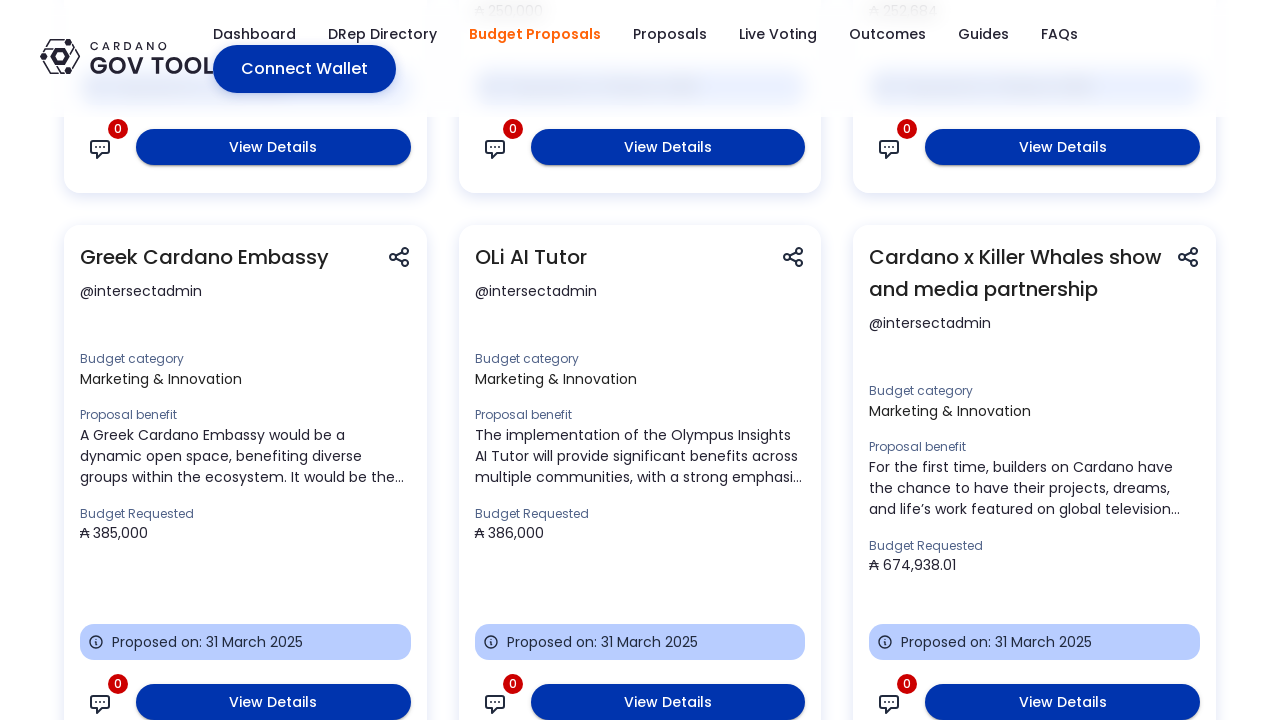 CARDANO
GOV TOOL
Dashboard
DRep Directory
Budget Proposals
Proposals
Live Voting
Outcomes
Guides
FAQs
Connect Wallet
₳ 250,000
₳ 252,684
0
View Details
0
View Details
0
View Details
Greek Cardano Embassy
@intersectadmin
Budget category
Marketing & Innovation
Proposal benefit
A Greek Cardano Embassy would be a
dynamic open space, benefiting diverse
groups within the ecosystem. It would be the...
Budget Requested
₳ 385,000
Proposed on: 31 March 2025
0
View Details
OLi AI Tutor
@intersectadmin
Budget category
Marketing & Innovation
Proposal benefit
The implementation of the Olympus Insights
AI Tutor will provide significant benefits across
multiple communities, with a strong emphasi...
Budget Requested
₳ 386,000
Proposed on: 31 March 2025
0
View Details
Cardano x Killer Whales show
and media partnership
@intersectadmin
Budget category
Marketing & Innovation
Proposal benefit
For the first time, builders on Cardano have
the chance to have their projects, dreams,
and life’s work featured on global television...
Budget Requested
₳ 674,938.01
Proposed on: 31 March 2025
0
View Details